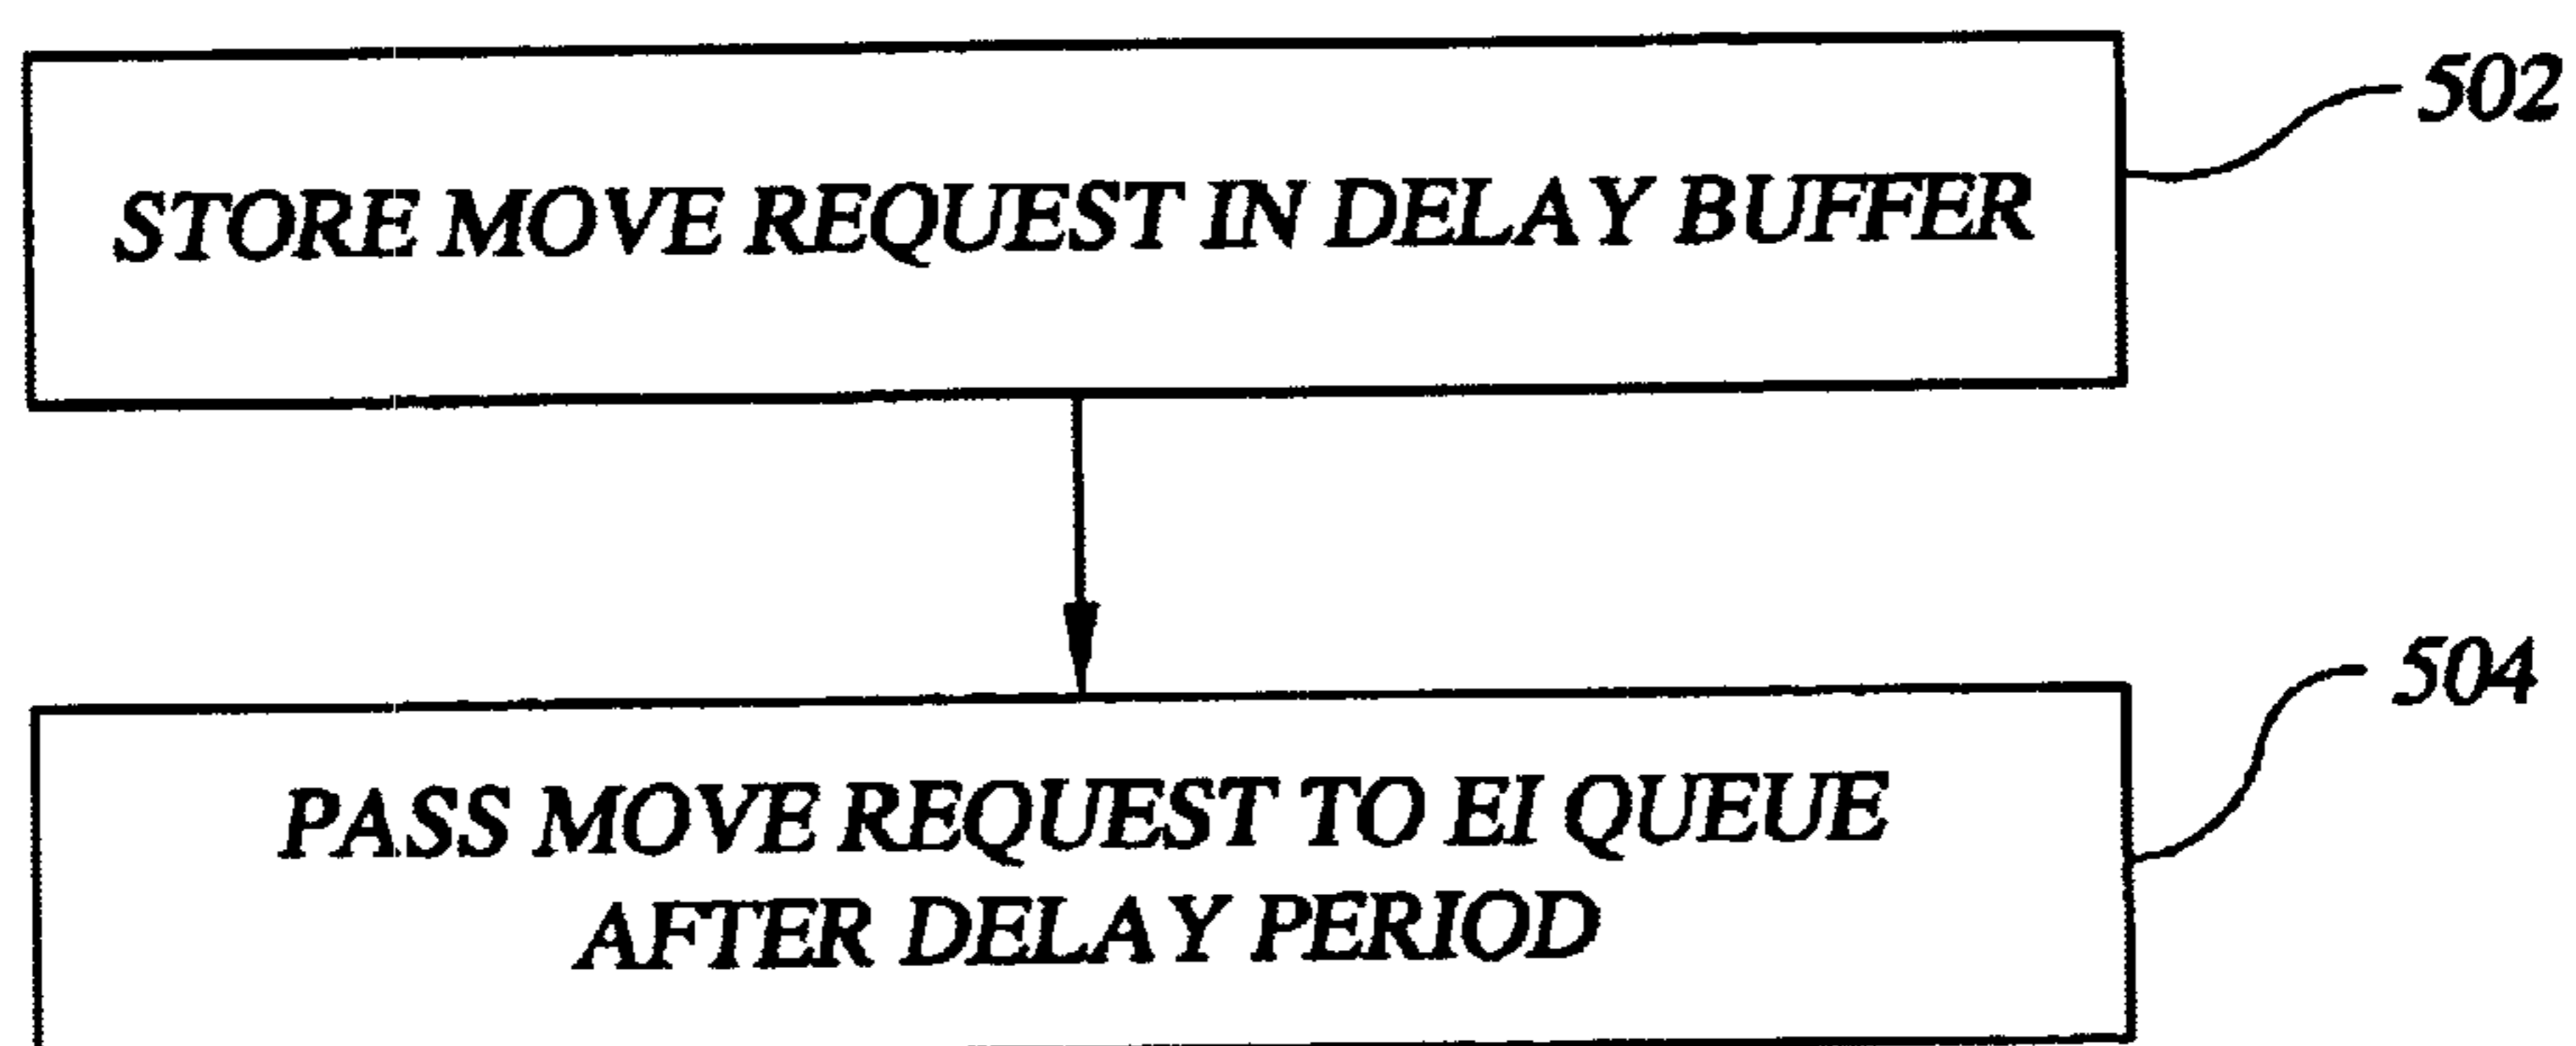 502
STORE MOVE REQUEST IN DELAY BUFFER
504
PASS MOVE REQUEST TO EI QUEUE
AFTER DELAY PERIOD